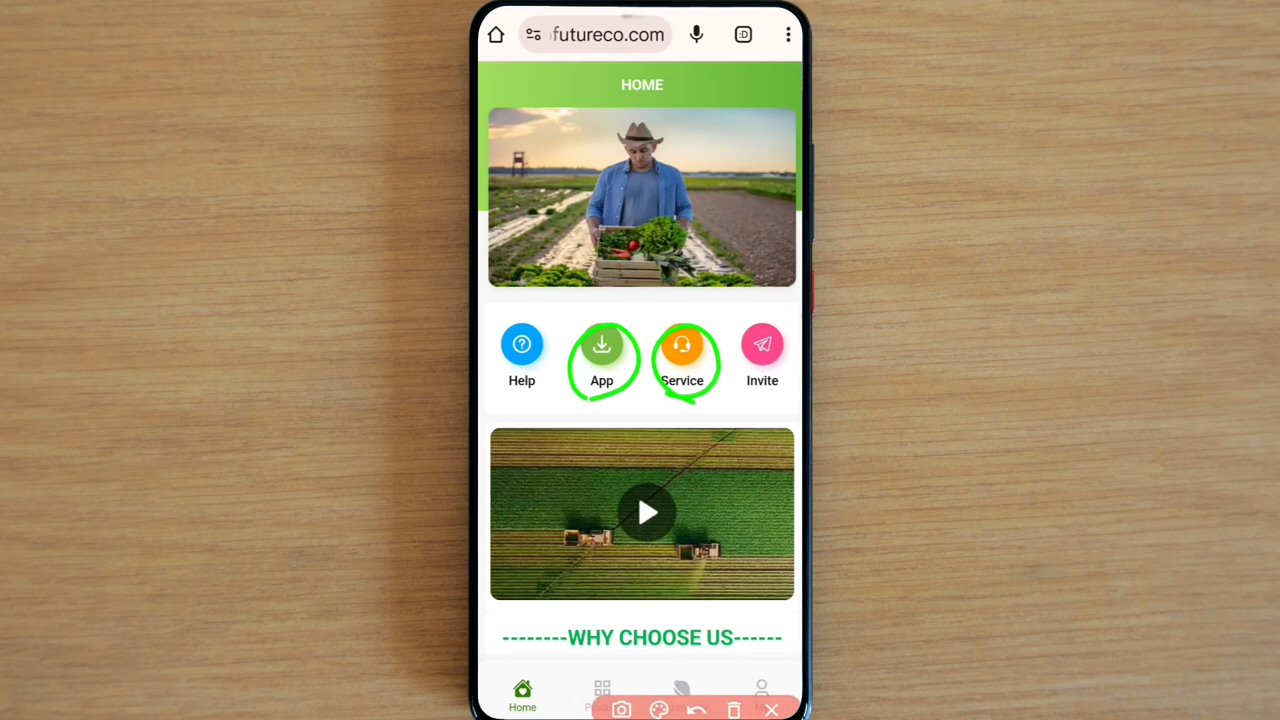 futureco.com
:D
HOME
Help
App
Service
Invite
--------WHY CHOOSE US------
Home